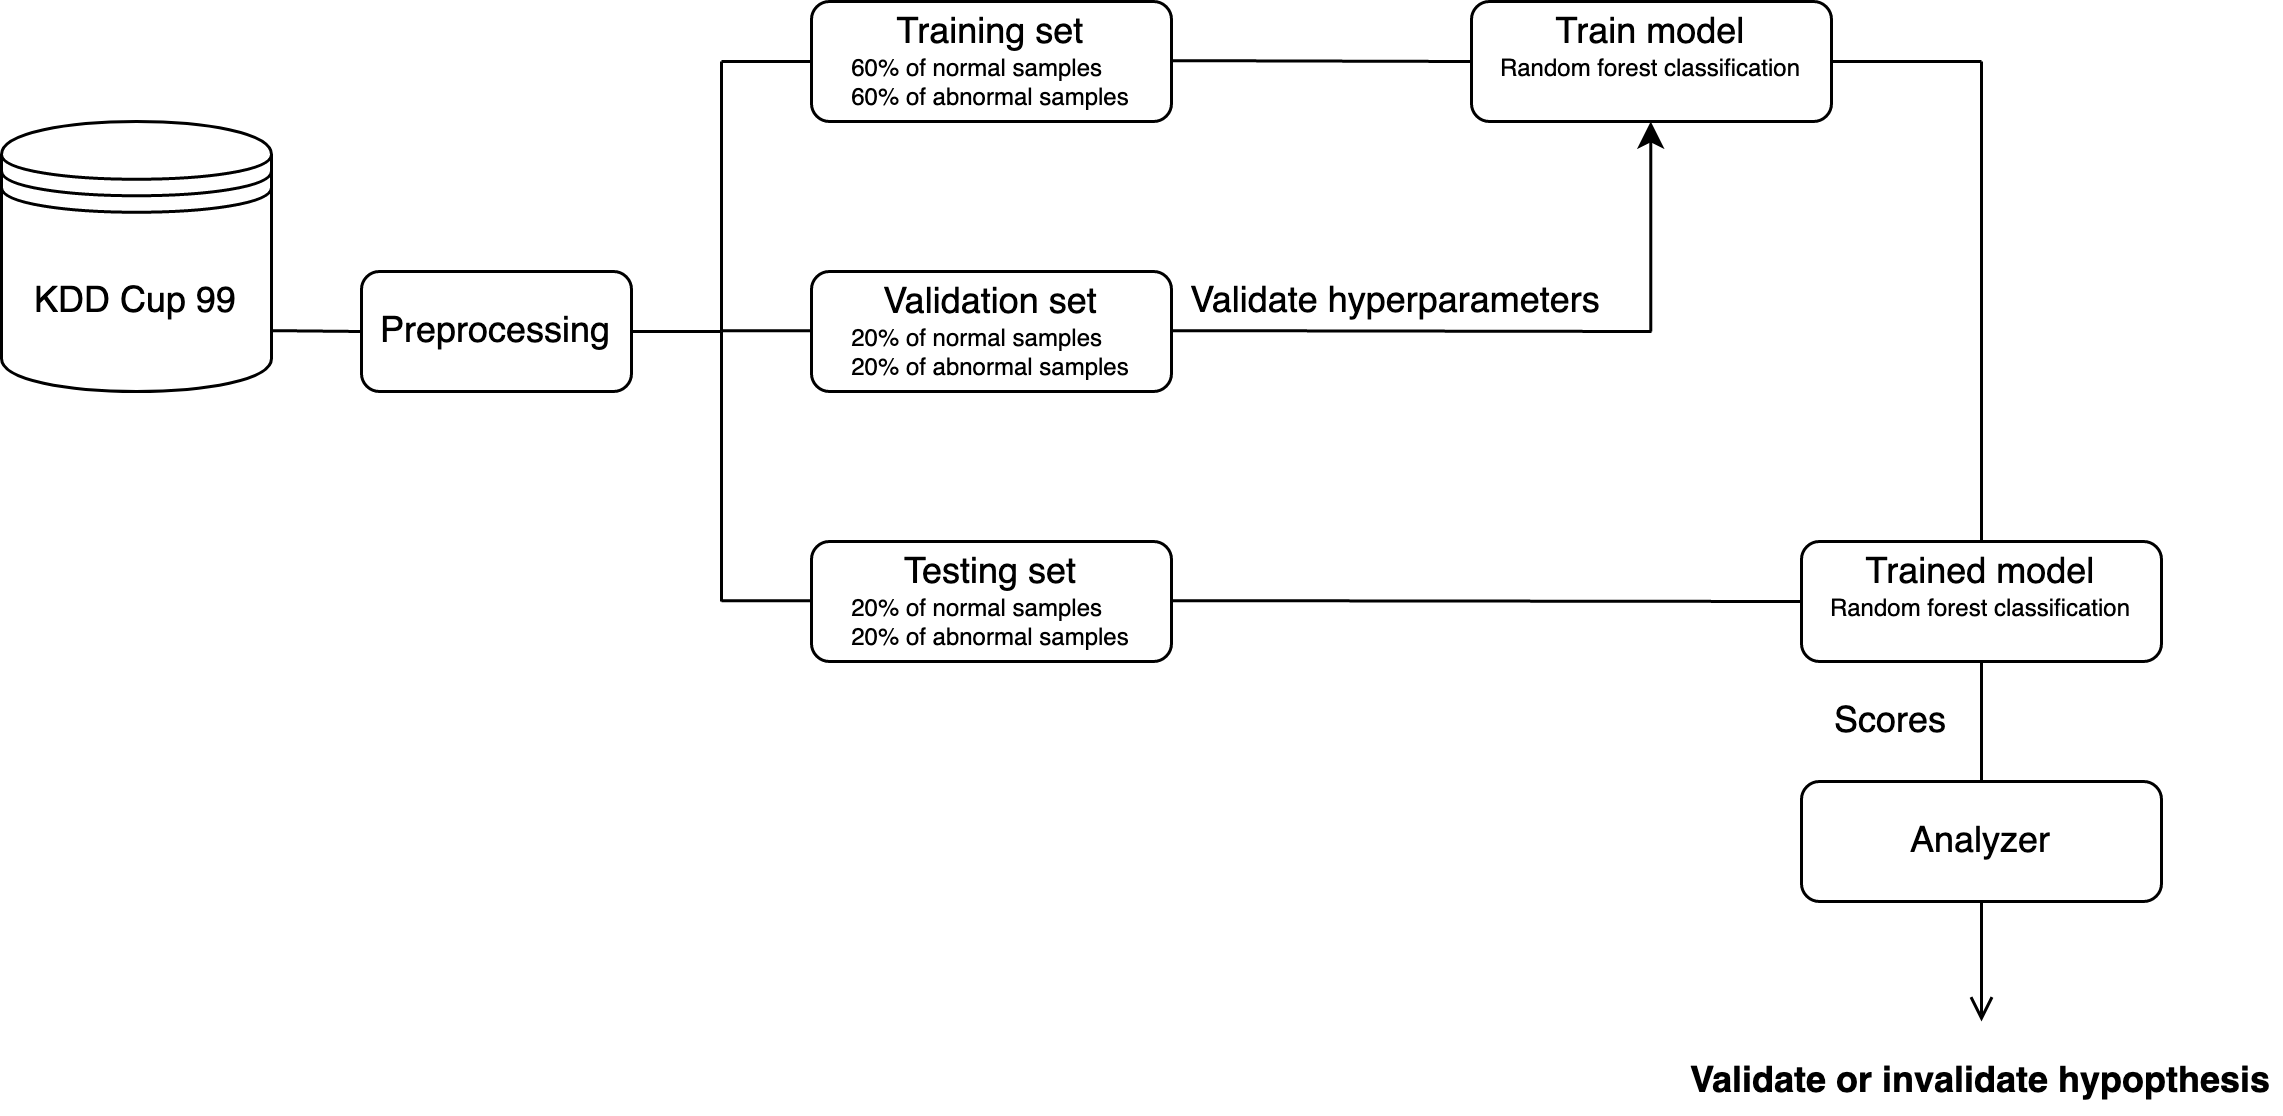 Training set
60% of normal samples
60% of abnormal samples
Train model
Random forest classification
KDD Cup 99
Preprocessing
Validation set
20% of normal samples
20% of abnormal samples
Validate hyperparameters
Testing set
20% of normal samples
20% of abnormal samples
Trained model
Random forest classification
Scores
Analyzer
Validate or invalidate hypopthesis